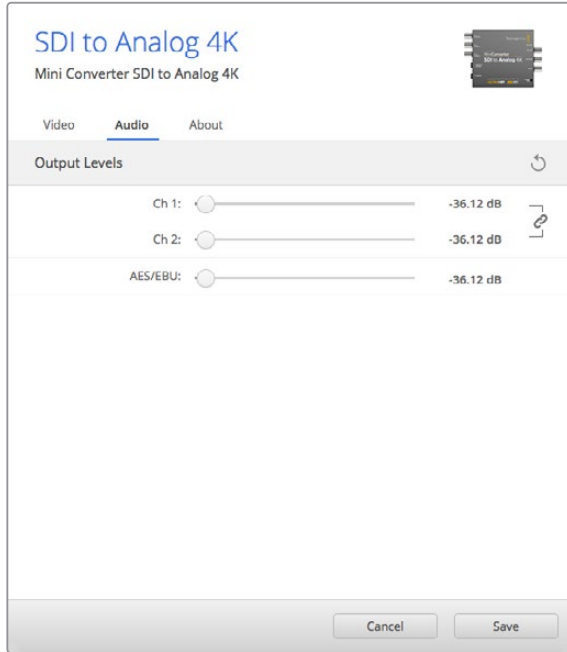 SDI to Analog 4K
Mini Converter SDI to Analog 4K
Video Audio About
Output Levels
Ch 1: -36.12 dB
Ch 2: -36.12 dB
AES/EBU: -36.12 dB
Cancel Save